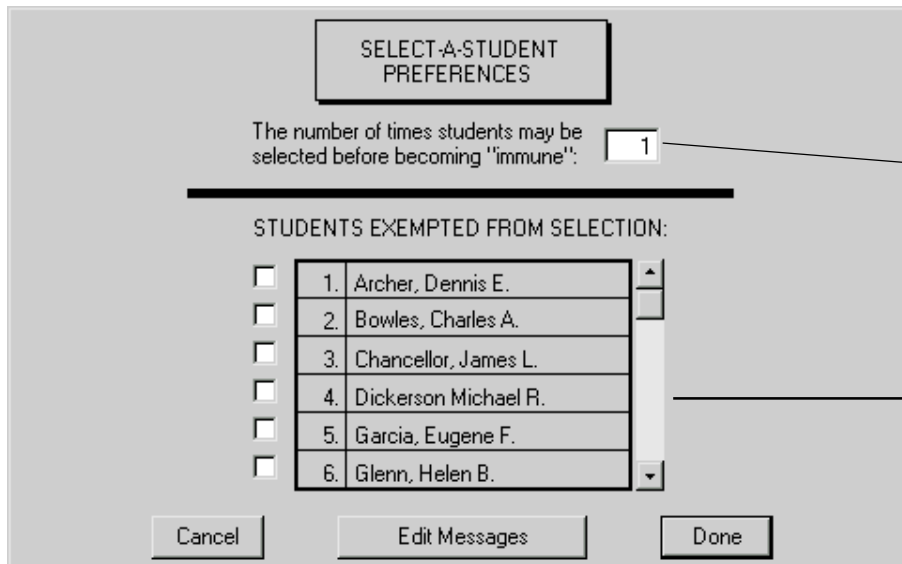 SELECT-A-STUDENT
PREFERENCES
The number of times students may be
selected before becoming "immune": 1
STUDENTS EXEMPTED FROM SELECTION:
1. Archer, Dennis E.
2. Bowles, Charles A.
3. Chancellor, James L.
4. Dickerson Michael R.
5. Garcia, Eugene F.
6. Glenn, Helen B.
Cancel Edit Messages Done